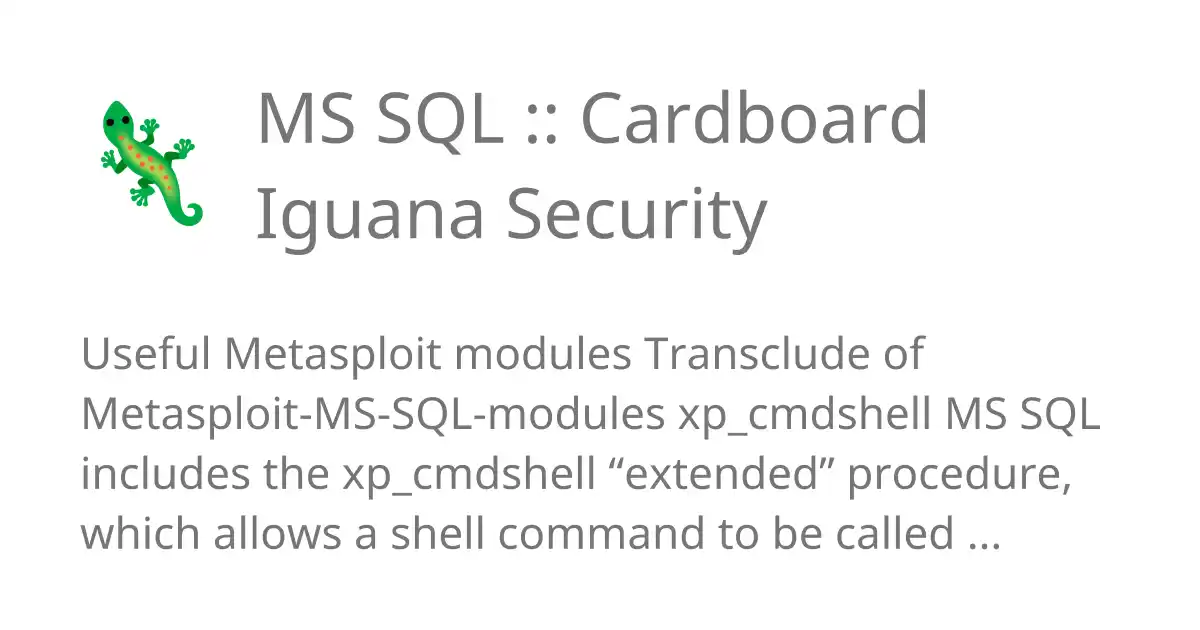 MS SQL :: Cardboard
Iguana Security
Useful Metasploit modules Transclude of
Metasploit-MS-SQL-modules xp_cmdshell MS SQL
includes the xp_cmdshell “extended” procedure,
which allows a shell command to be called ...